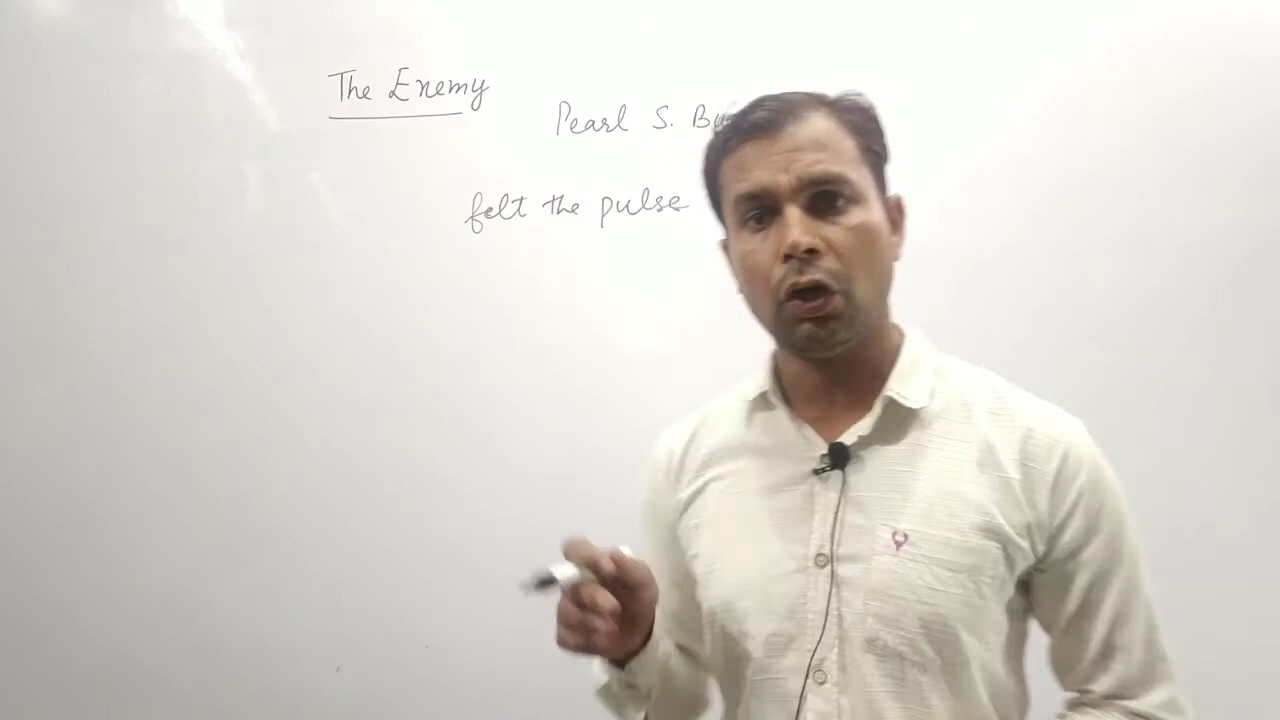 The Enemy
Pearl S.
felt the pulse